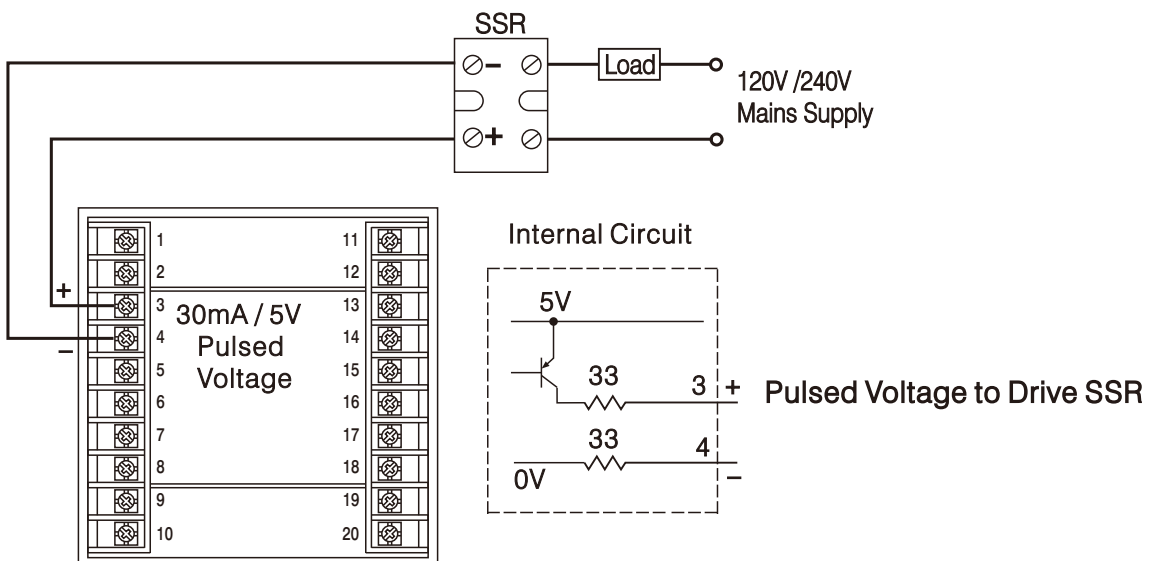 SSR
−
+
Load
120V /240V
Mains Supply
+
−
1
2
3
4
5
6
7
8
9
10
30mA / 5V
Pulsed
Voltage
11
12
13
14
15
16
17
18
19
20
Internal Circuit
5V
33
3 +
33
4
−
0V
Pulsed Voltage to Drive SSR